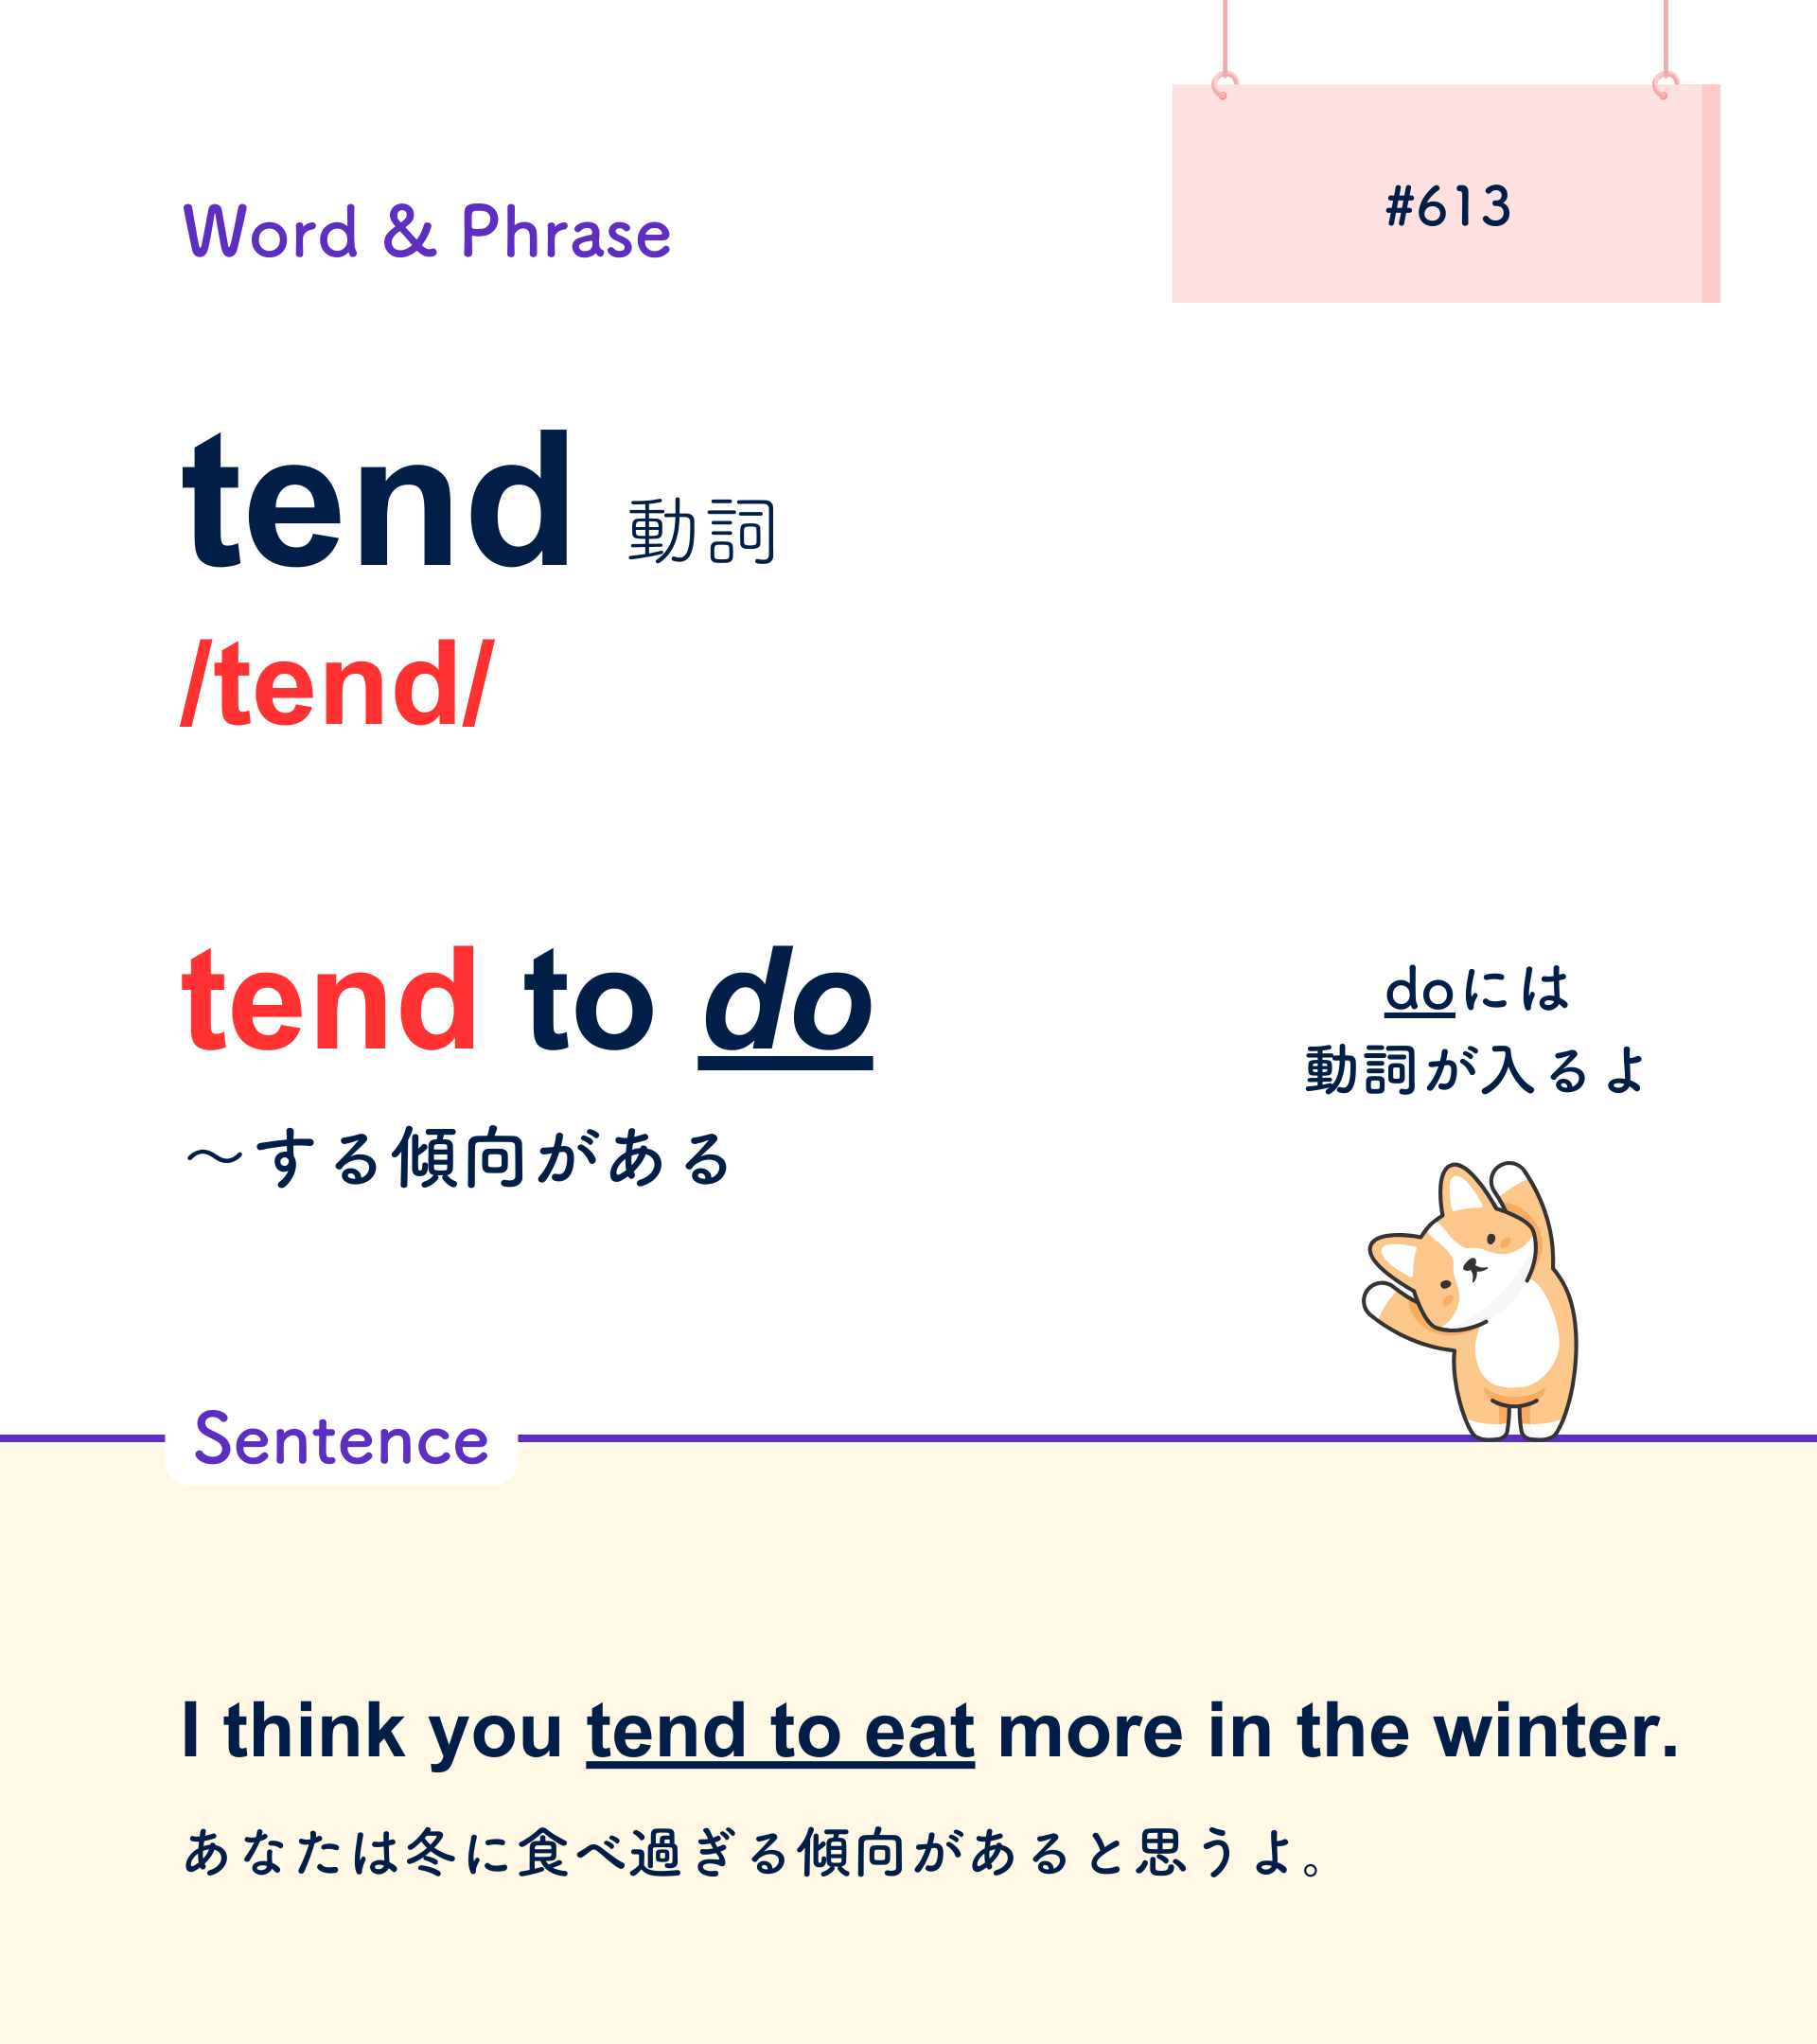 #613
Word & Phrase
tend 動詞
/tend/
tend to do
〜する傾向がある
doには
動詞が入るよ
Sentence
I think you tend to eat more in the winter.
あなたは冬に食べ過ぎる傾向があると思うよ。